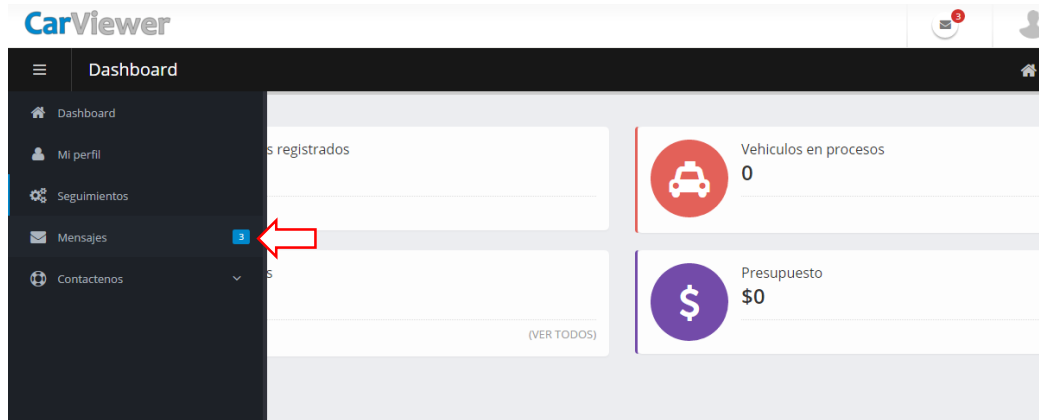 CarViewer
3
Dashboard
Dashboard
Mi perfil
Seguimientos
Mensajes 3
Contactenos
s registrados
Vehiculos en procesos
0
s
(VER TODOS)
Presupuesto
$0
$